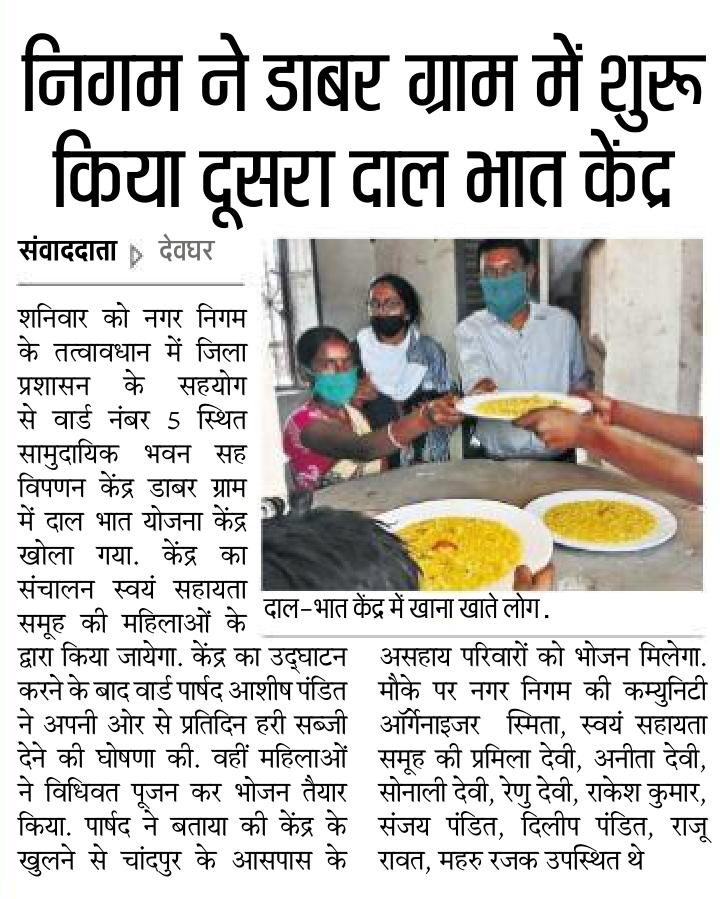 निगम ने डाबर ग्राम में शुरू
किया दूसरा दाल भात केंद्र
संवाददाता ▷ देवघर
शनिवार को नगर निगम
के तत्वावधान में जिला
प्रशासन के सहयोग
से वार्ड नंबर 5 स्थित
सामुदायिक भवन सह
विपणन केंद्र डाबर ग्राम
में दाल भात योजना केंद्र
खोला गया. केंद्र का
संचालन स्वयं सहायता
समूह की महिलाओं के
द्वारा किया जायेगा. केंद्र का उद्घाटन
करने के बाद वार्ड पार्षद आशीष पंडित
ने अपनी ओर से प्रतिदिन हरी सब्जी
देने की घोषणा की. वहीं महिलाओं
ने विधिवत पूजन कर भोजन तैयार
किया. पार्षद ने बताया की केंद्र के
खुलने से चांदपुर के आसपास के
दाल-भात केंद्र में खाना खाते लोग.
असहाय परिवारों को भोजन मिलेगा.
मौके पर नगर निगम की कम्युनिटी
ऑर्गेनाइजर स्मिता, स्वयं सहायता
समूह की प्रमिला देवी, अनीता देवी,
सोनाली देवी, रेणु देवी, राकेश कुमार,
संजय पंडित, दिलीप पंडित, राजू
रावत, महरु रजक उपस्थित थे